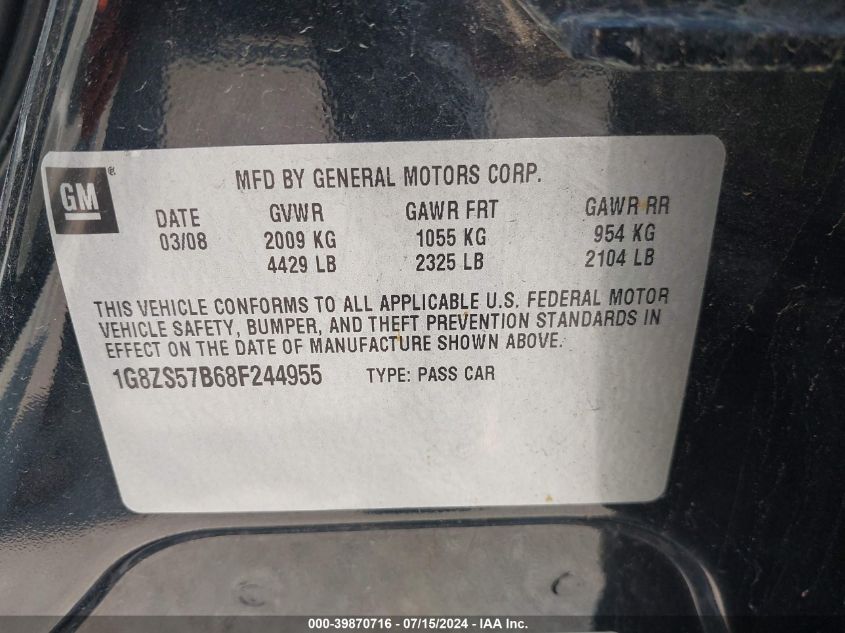 GM®
MFD BY GENERAL MOTORS CORP.
DATE GVWR GAWR FRT GAWR RR
03/08 2009 KG 1055 KG 954 KG
4429 LB 2325 LB 2104 LB
THIS VEHICLE CONFORMS TO ALL APPLICABLE U.S. FEDERAL MOTOR
VEHICLE SAFETY, BUMPER, AND THEFT PREVENTION STANDARDS IN
EFFECT ON THE DATE OF MANUFACTURE SHOWN ABOVE.
1G8ZS57B68F244955 TYPE: PASS CAR
000-39870716 - 07/15/2024 - IAA Inc.